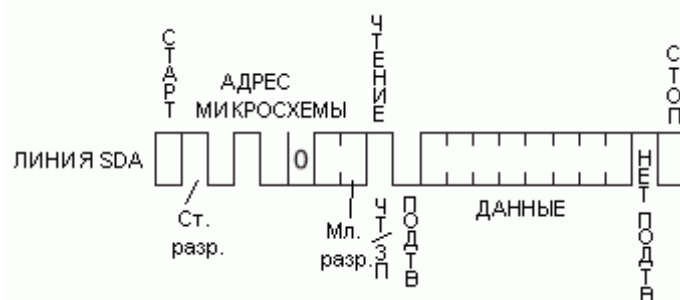 СТАРТ
АДРЕС
МИКРОСХЕМЫ
ЧТЕНИЕ
СТОП
ЛИНИЯ SDA
0
Ст.
разр.
Мл.
разр.
ЧТ/ЗП
ПОДТВ
ДАННЫЕ
НЕТ ПОДТВ